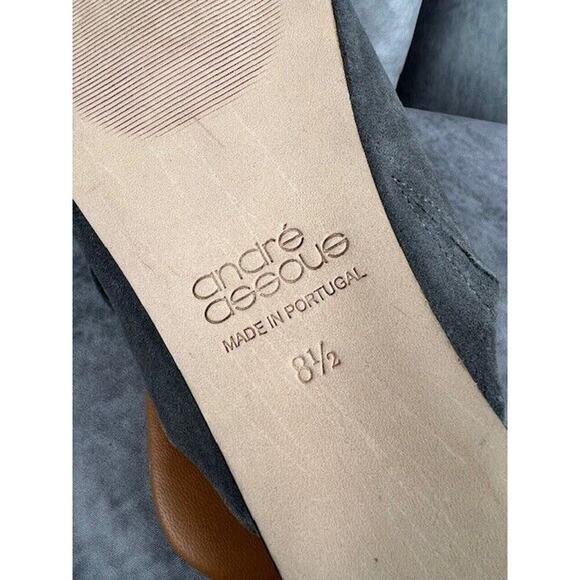 andré
assous
MADE IN PORTUGAL
8½